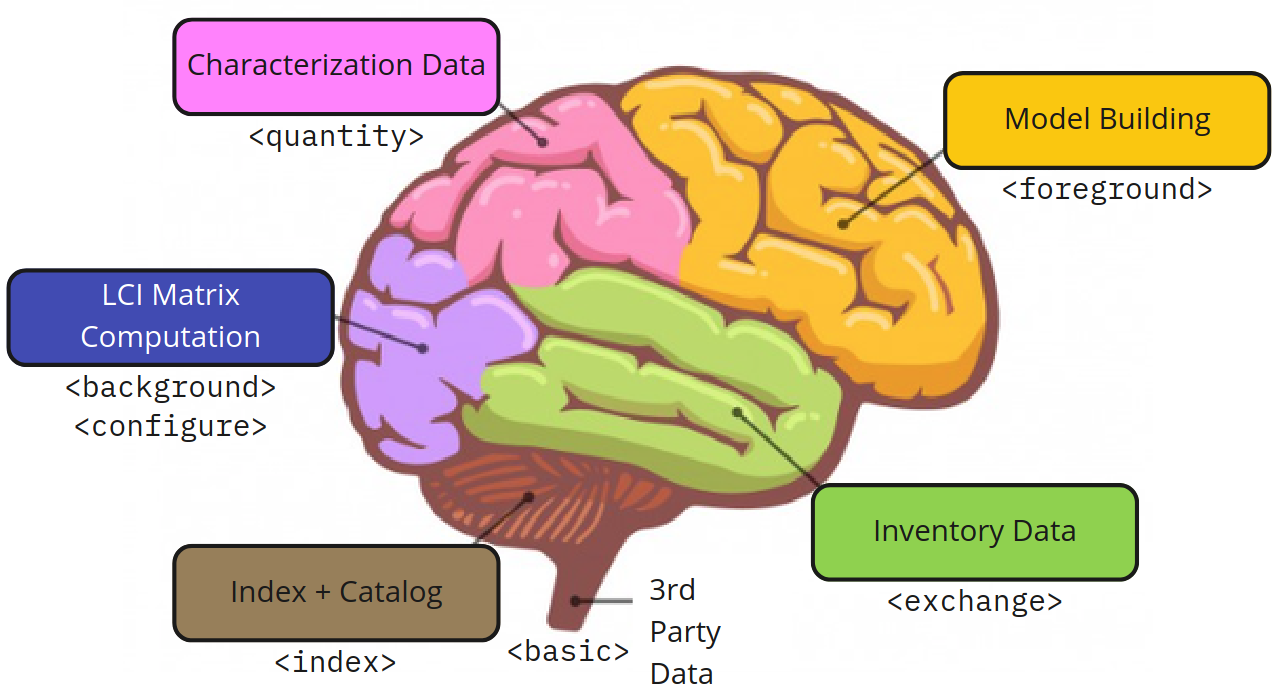 Characterization Data
<quantity>
Model Building
<foreground>
LCI Matrix
Computation
<background>
<configure>
Inventory Data
<exchange>
Index + Catalog
<index>
<basic>
3rd
Party
Data